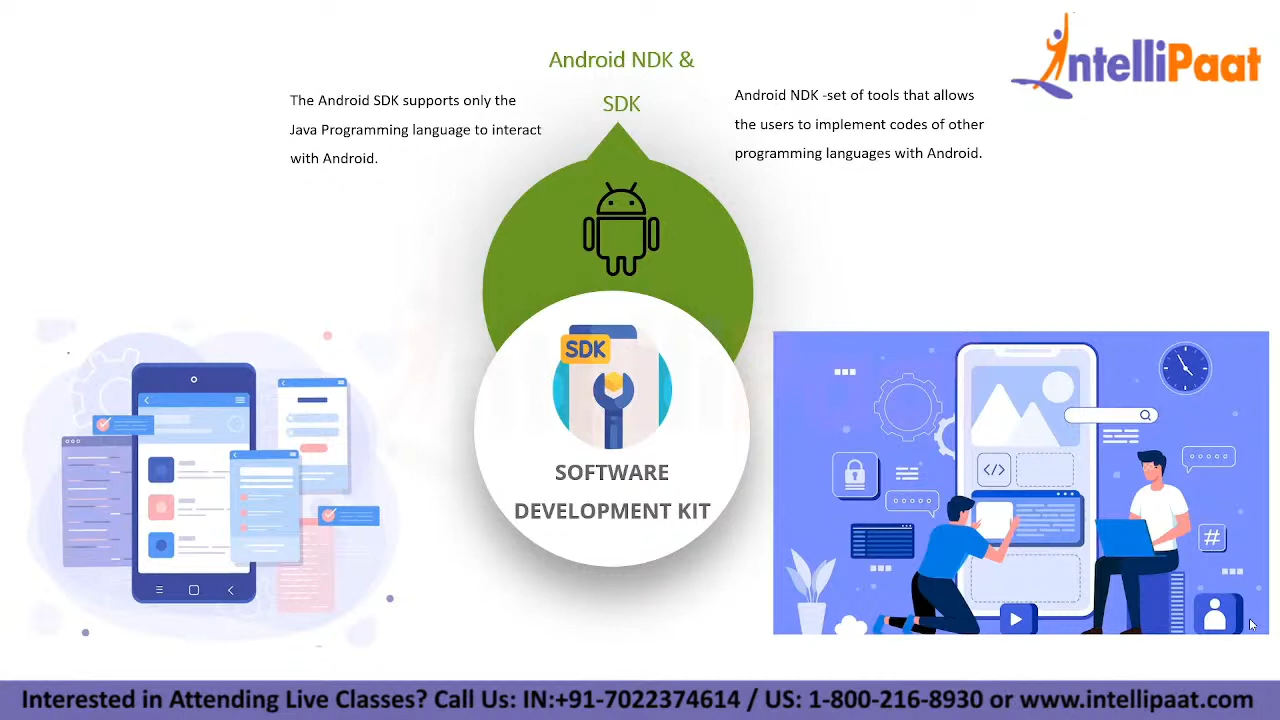 IntelliPaat
Android NDK &
SDK
The Android SDK supports only the
Java Programming language to interact
with Android.
Android NDK -set of tools that allows
the users to implement codes of other
programming languages with Android.
SDK
SOFTWARE
DEVELOPMENT KIT
</>
#
Interested in Attending Live Classes? Call Us: IN:+91-7022374614 / US: 1-800-216-8930 or www.intellipaat.com